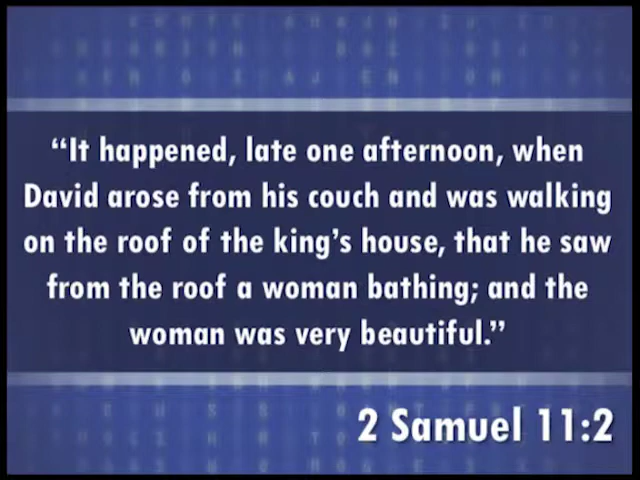 “It happened, late one afternoon, when
David arose from his couch and was walking
on the roof of the king’s house, that he saw
from the roof a woman bathing; and the
woman was very beautiful.”
2 Samuel 11:2